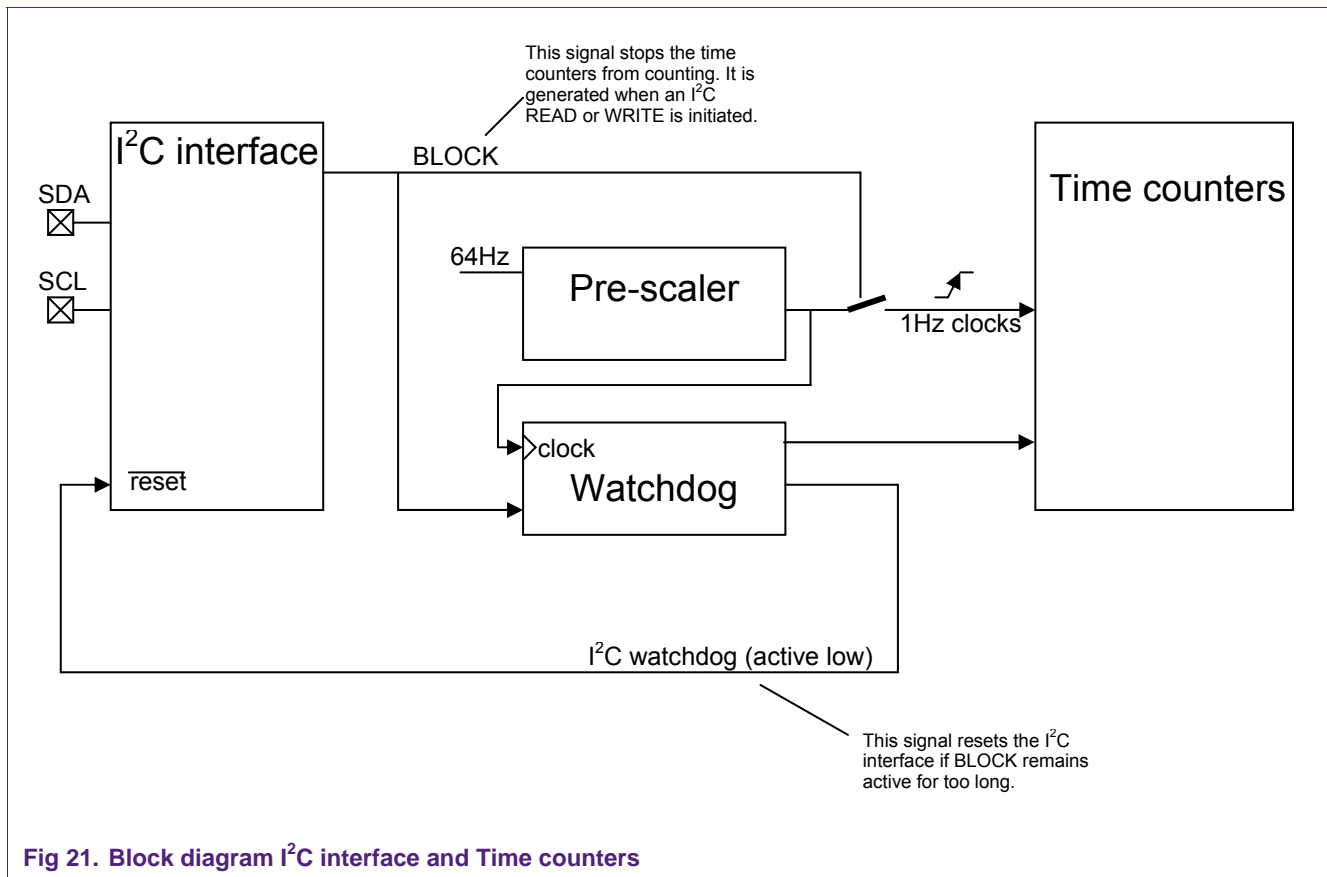 This signal stops the time
counters from counting. It is
generated when an I²C
READ or WRITE is initiated.
I²C interface
BLOCK
Time counters
SDA
64Hz
Pre-scaler
SCL
1Hz clocks
clock
Watchdog
reset
I²C watchdog (active low)
This signal resets the I²C
interface if BLOCK remains
active for too long.
Fig 21. Block diagram I²C interface and Time counters